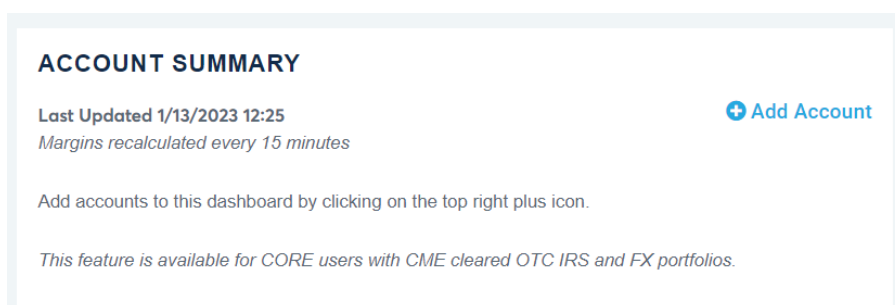 ACCOUNT SUMMARY
Last Updated 1/13/2023 12:25
Add Account
Margins recalculated every 15 minutes
Add accounts to this dashboard by clicking on the top right plus icon.
This feature is available for CORE users with CME cleared OTC IRS and FX portfolios.